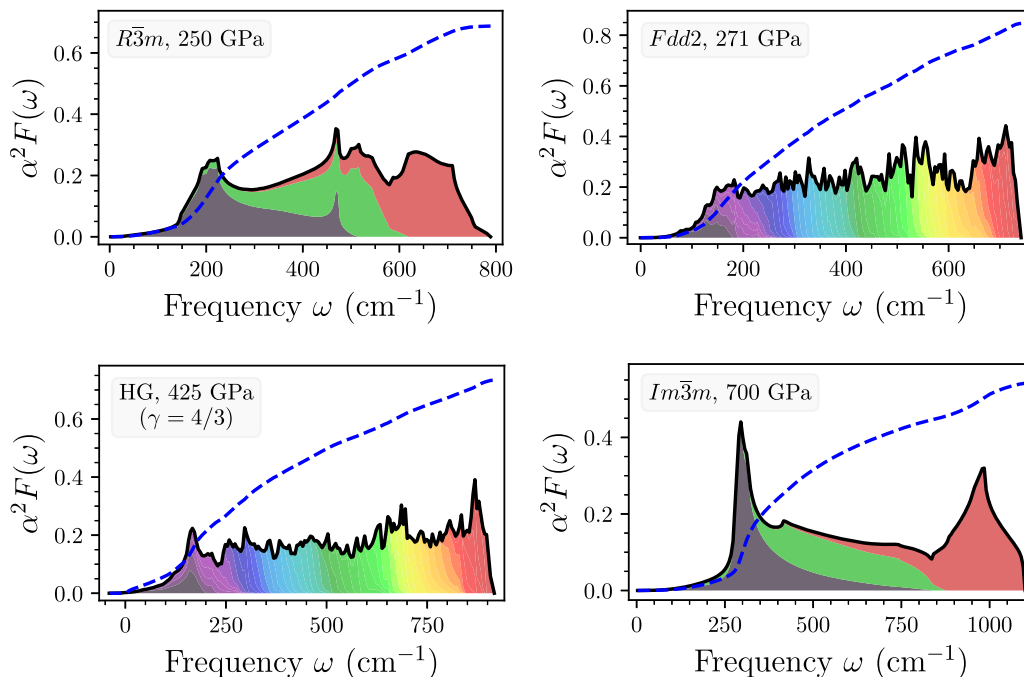 R3̅m, 250 GPa
α²F(ω)
0.6
0.4
0.2
0.0
0 200 400 600 800
Frequency ω (cm⁻¹)
Fdd2, 271 GPa
α²F(ω)
0.8
0.6
0.4
0.2
0.0
0 200 400 600
Frequency ω (cm⁻¹)
HG, 425 GPa
(γ = 4/3)
α²F(ω)
0.6
0.4
0.2
0.0
0 250 500 750
Frequency ω (cm⁻¹)
Im3̅m, 700 GPa
α²F(ω)
0.4
0.2
0.0
0 250 500 750 1000
Frequency ω (cm⁻¹)